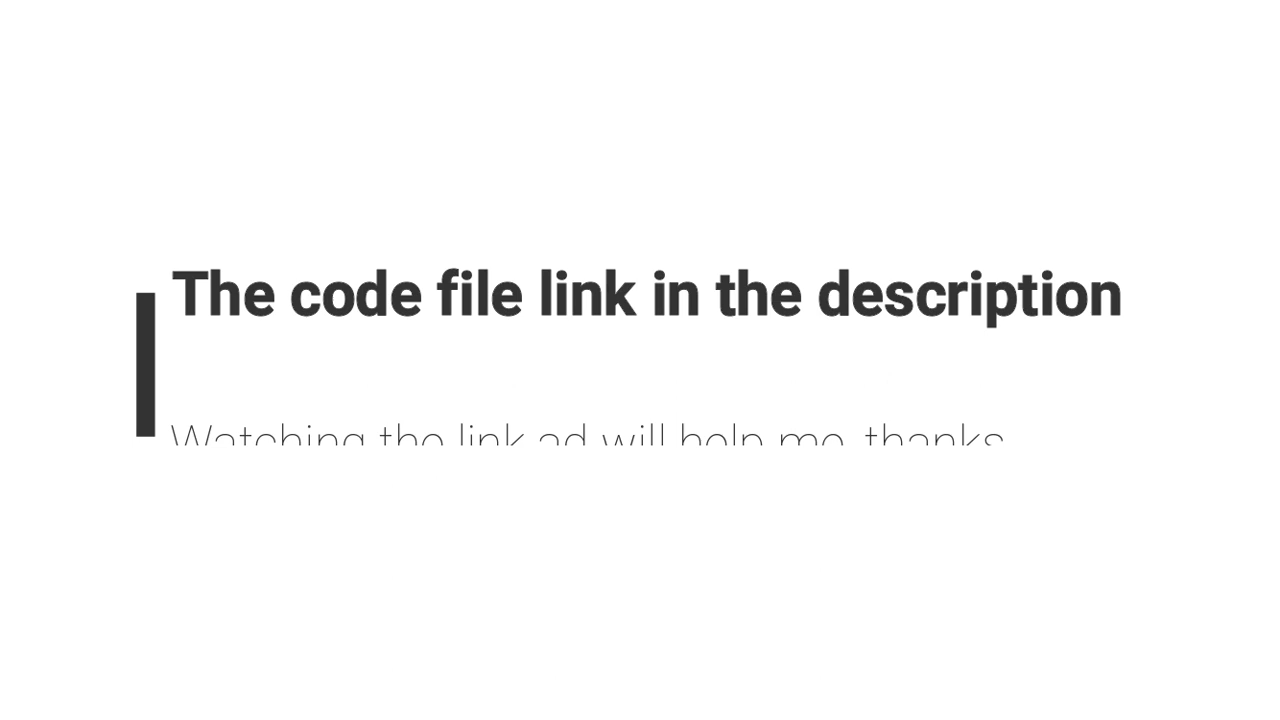 The code file link in the description
Watching the link ad will help me, thanks